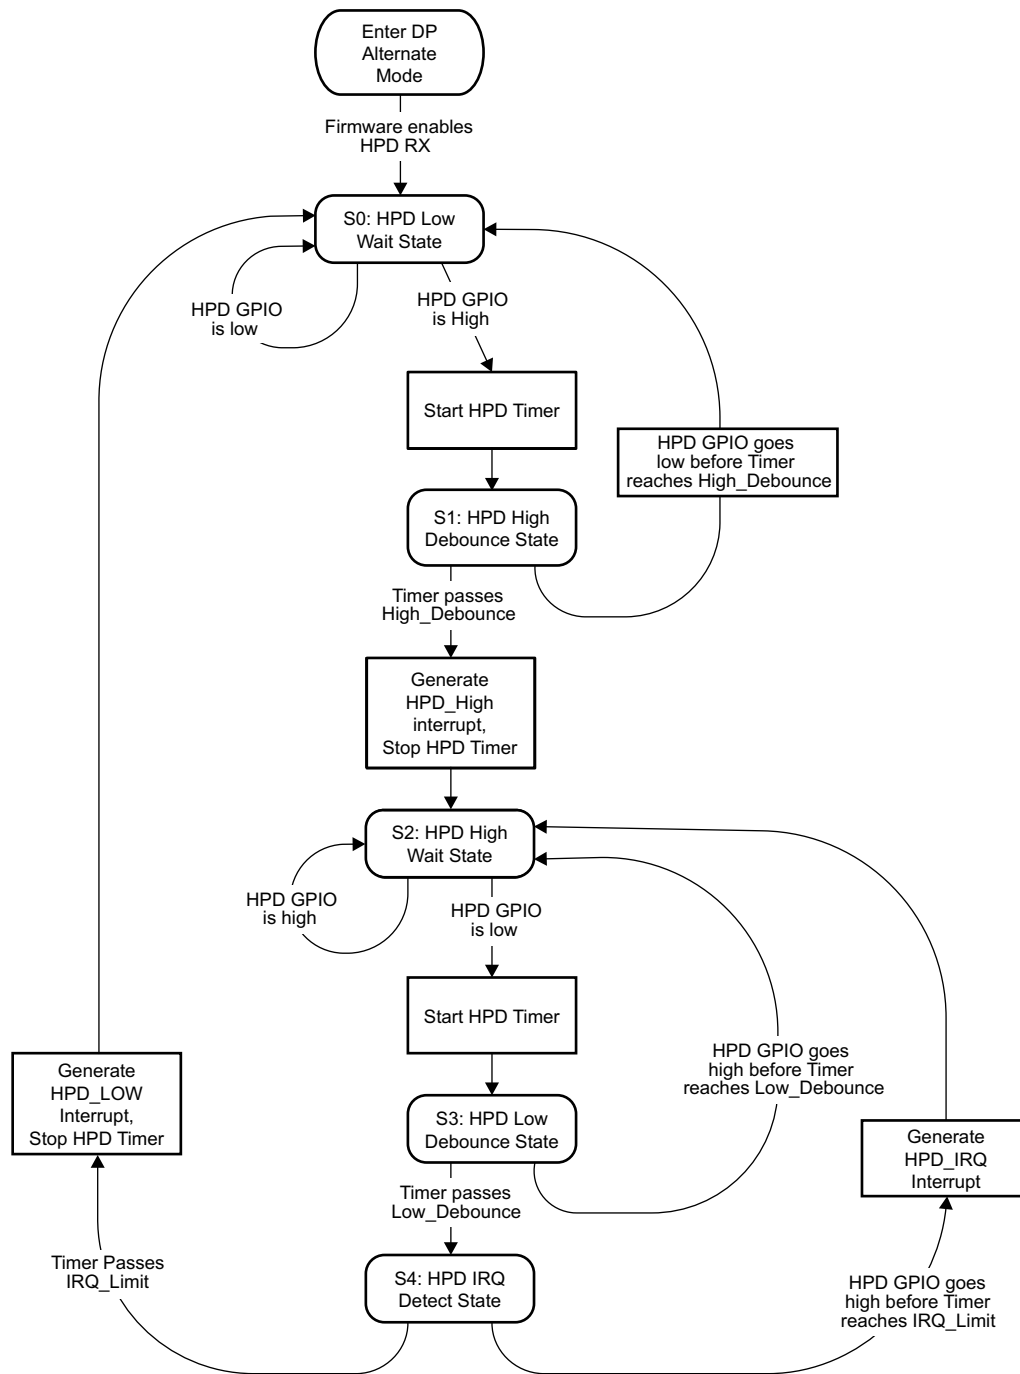 Enter DP
Alternate
Mode
Firmware enables
HPD RX
S0: HPD Low
Wait State
HPD GPIO
is low
HPD GPIO
is High
Start HPD Timer
HPD GPIO goes
low before Timer
reaches High_Debounce
S1: HPD High
Debounce State
Timer passes
High_Debounce
Generate
HPD_High
interrupt,
Stop HPD Timer
S2: HPD High
Wait State
HPD GPIO
is high
HPD GPIO
is low
Start HPD Timer
HPD GPIO goes
high before Timer
reaches Low_Debounce
Generate
HPD_LOW
Interrupt,
Stop HPD Timer
S3: HPD Low
Debounce State
Generate
HPD_IRQ
Interrupt
Timer passes
Low_Debounce
Timer Passes
IRQ_Limit
S4: HPD IRQ
Detect State
HPD GPIO goes
high before Timer
reaches IRQ_Limit